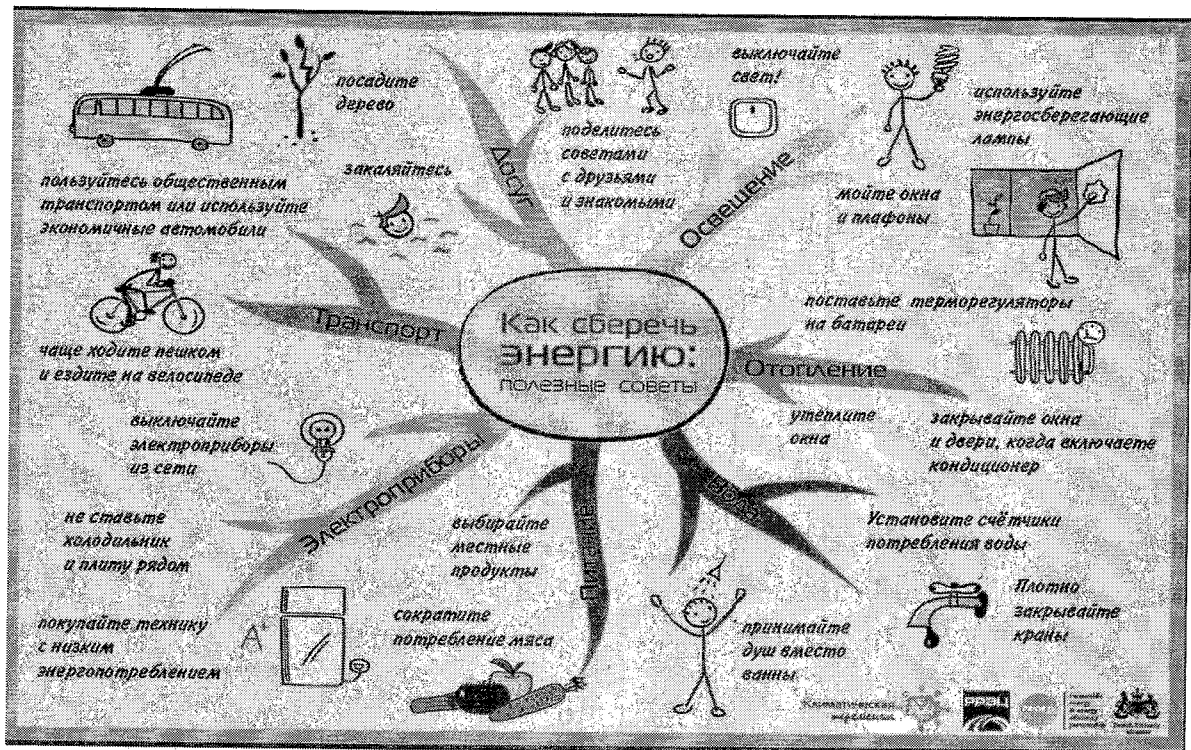 Как сберечь
энергию:
полезные советы
Досуг
посадите
дерево
закаляйтесь
поделитесь
советами
с друзьями
и знакомыми
Освещение
выключайте
свет!
используйте
энергосберегающие
лампы
мойте окна
и плафоны
Отопление
поставьте терморегуляторы
на батареи
утеплите
окна
закрывайте окна
и двери, когда включаете
кондиционер
Вода
Установите счётчики
потребления воды
Плотно
закрывайте
краны
принимайте
душ вместо
ванны
Питание
выбирайте
местные
продукты
сократите
потребление мяса
Электроприборы
выключайте
электроприборы
из сети
не ставьте
холодильник
и плиту рядом
покупайте технику
с низким
энергопотреблением
A+
Транспорт
пользуйтесь общественным
транспортом или используйте
экономичные автомобили
чаще ходите пешком
и ездите на велосипеде
Климатическая